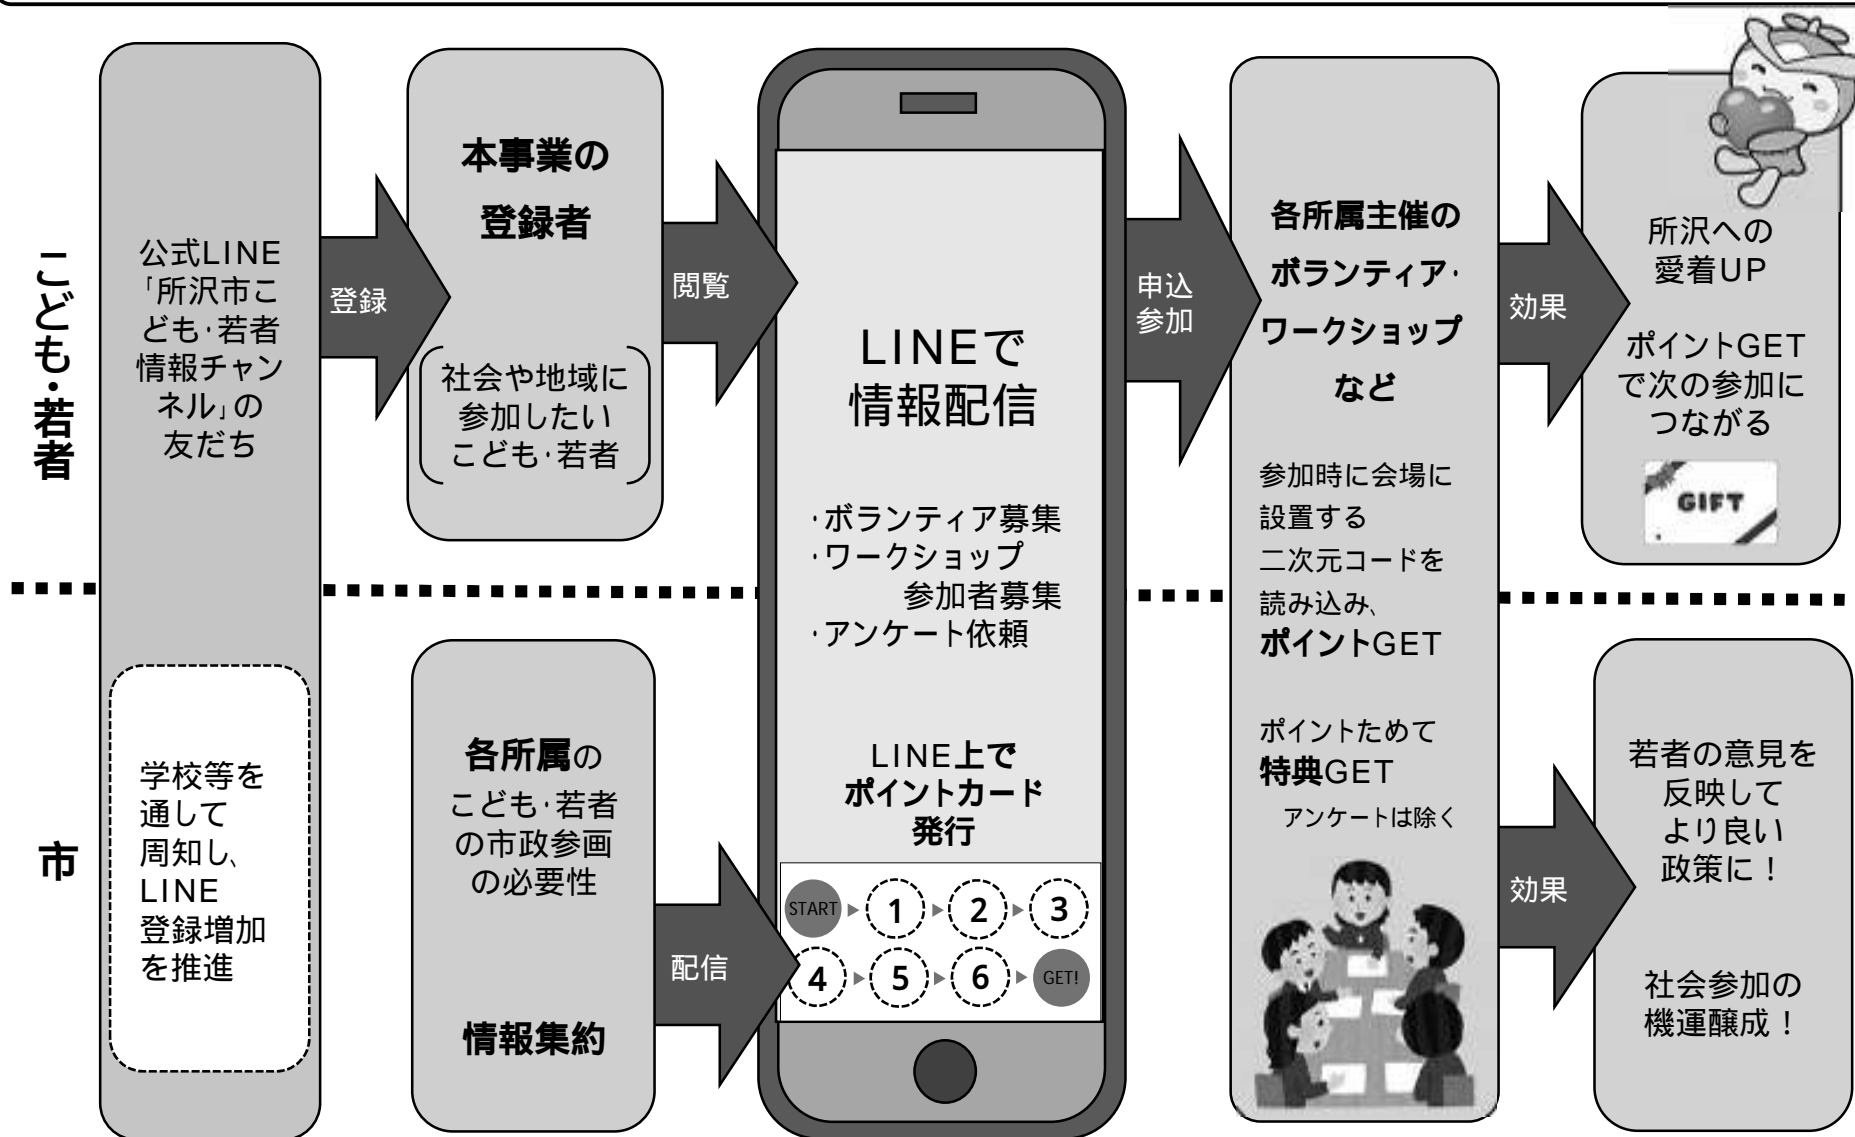 こども・若者
公式LINE
「所沢市こ
ども・若者
情報チャン
ネル」の
友だち
登録
本事業の
登録者
社会や地域に
参加したい
こども・若者
閲覧
LINEで
情報配信
・ボランティア募集
・ワークショップ
参加者募集
・アンケート依頼
LINE上で
ポイントカード
発行
START
1
2
3
4
5
6
GET!
申込
参加
各所属主催の
ボランティア・
ワークショップ
など
参加時に会場に
設置する
二次元コードを
読み込み、
ポイントGET
ポイントためて
特典GET
アンケートは除く
効果
所沢への
愛着UP
ポイントGET
で次の参加に
つながる
GIFT
市
学校等を
通して
周知し、
LINE
登録増加
を推進
各所属の
こども・若者
の市政参画
の必要性
情報集約
配信
効果
若者の意見を
反映して
より良い
政策に！
社会参加の
機運醸成！